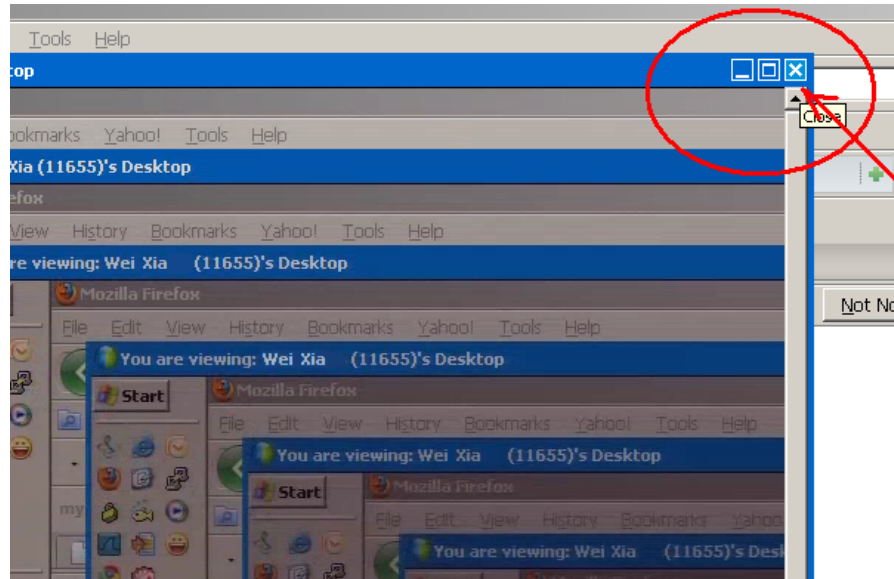 Tools Help
top
Close
ookmarks Yahoo! Tools Help
Xia (11655)'s Desktop
efox
View History Bookmarks Yahoo! Tools Help
re viewing: Wei Xia (11655)'s Desktop
Mozilla Firefox
Not No
File Edit View History Bookmarks Yahoo! Tools Help
You are viewing: Wei Xia (11655)'s Desktop
Start
Mozilla Firefox
File Edit View History Bookmarks Yahoo! Tools Help
You are viewing: Wei Xia (11655)'s Desktop
Start
Mozilla Firefox
my
File Edit View History Bookmarks Yahoo
You are viewing: Wei Xia (11655)'s Desk